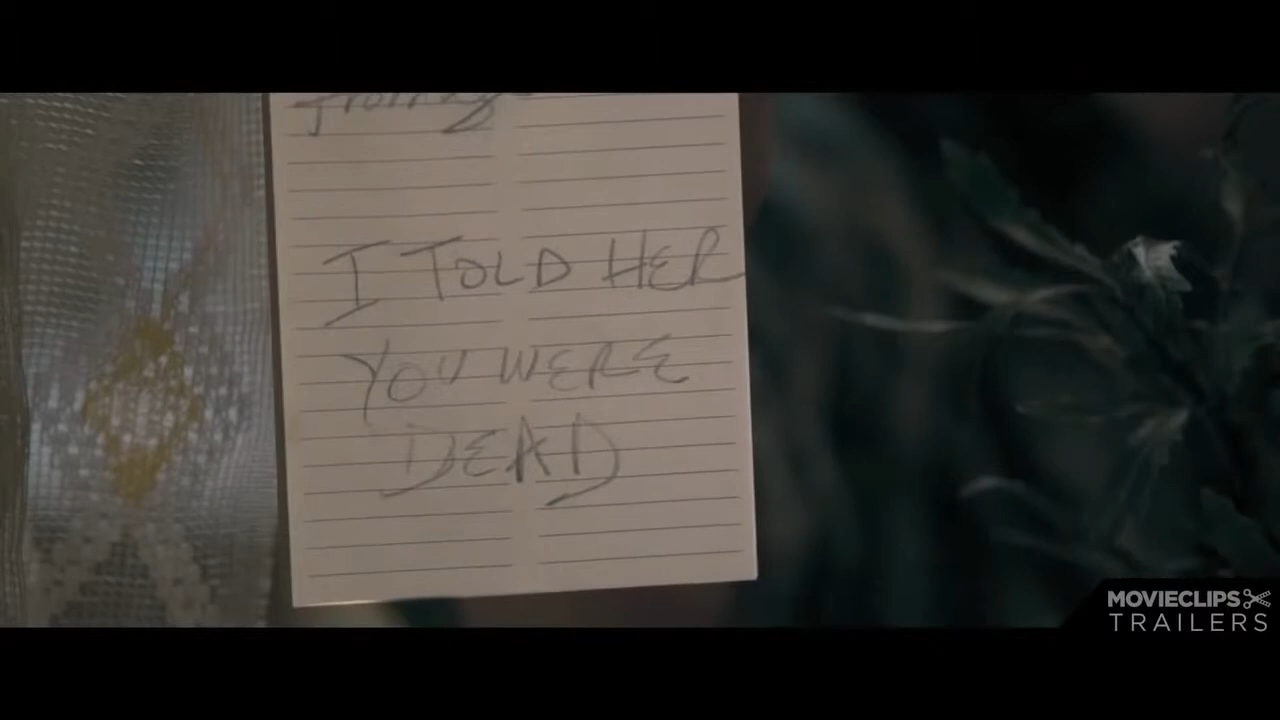 I TOLD HER
YOU WERE
DEAD
MOVIECLIPS
TRAILERS